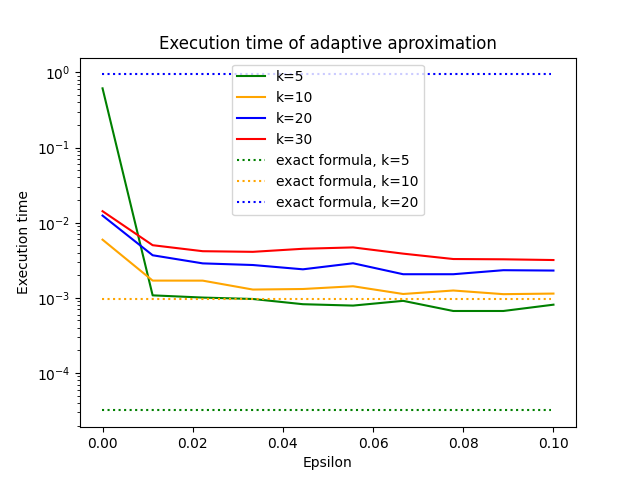 Execution time of adaptive aproximation
10⁰
10⁻¹
10⁻²
10⁻³
10⁻⁴
Execution time
k=5
k=10
k=20
k=30
exact formula, k=5
exact formula, k=10
exact formula, k=20
0.00 0.02 0.04 0.06 0.08 0.10
Epsilon